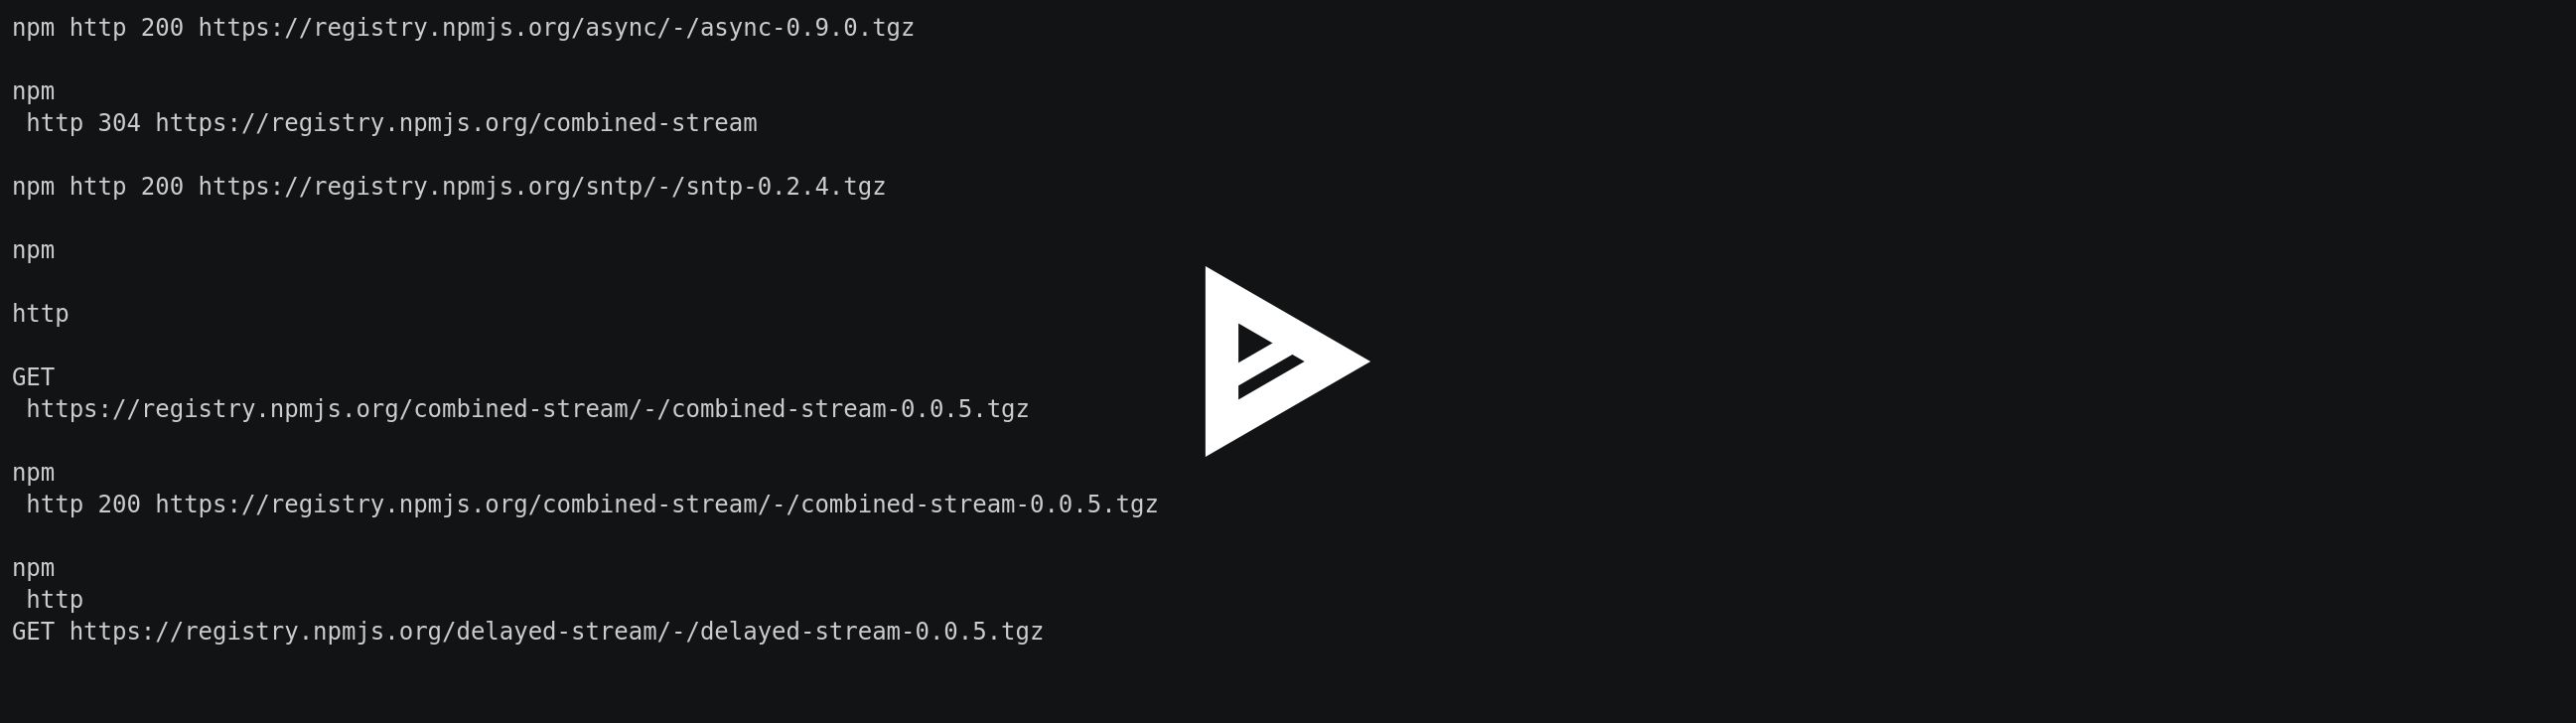 npm http 200 https://registry.npmjs.org/async/-/async-0.9.0.tgz
npm
http 304 https://registry.npmjs.org/combined-stream
npm http 200 https://registry.npmjs.org/sntp/-/sntp-0.2.4.tgz
npm
http
GET
https://registry.npmjs.org/combined-stream/-/combined-stream-0.0.5.tgz
npm
http 200 https://registry.npmjs.org/combined-stream/-/combined-stream-0.0.5.tgz
npm
http
GET https://registry.npmjs.org/delayed-stream/-/delayed-stream-0.0.5.tgz